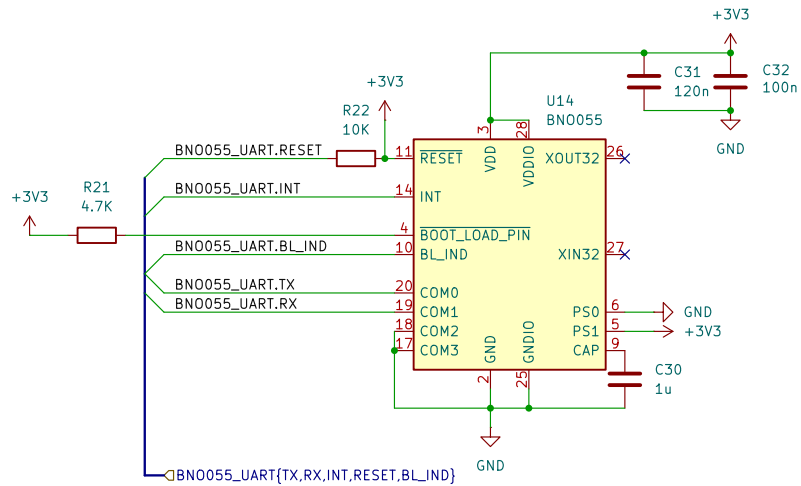 +3V3
C31
120n
C32
100n
GND
+3V3
R22
10K
U14
BNO055
BNO055_UART.RESET
11
RESET
3
VDD
28
VDDIO
XOUT32
26
BNO055_UART.INT
14
INT
+3V3
R21
4.7K
4
BOOT_LOAD_PIN
BNO055_UART.BL_IND
10
BL_IND
XIN32
27
BNO055_UART.TX
20
COM0
BNO055_UART.RX
19
COM1
PS0
6
GND
18
COM2
PS1
5
+3V3
17
COM3
CAP
9
GND
2
GNDIO
25
C30
1u
GND
BNO055_UART{TX,RX,INT,RESET,BL_IND}